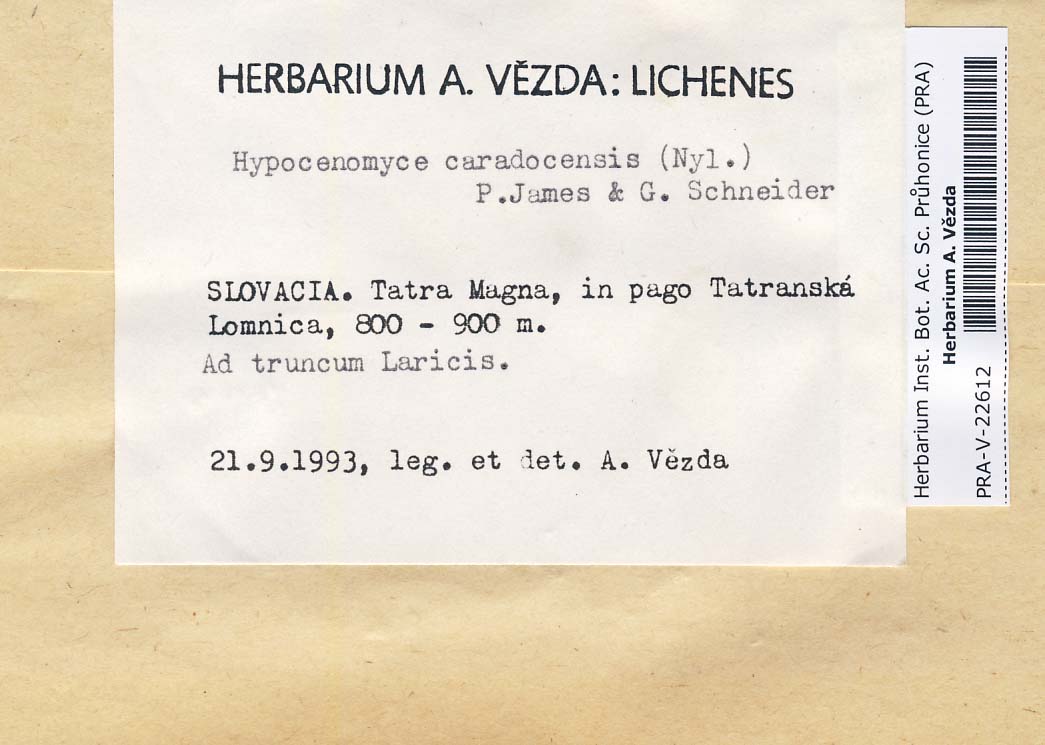 HERBARIUM A. VĚZDA: LICHENES
Hypocenomyce caradocensis (Nyl.)
P.James & G. Schneider
SLOVACIA. Tatra Magna, in pago Tatranská
Lomnica, 800 - 900 m.
Ad truncum Laricis.
21.9.1993, leg. et det. A. Vězda
Herbarium Inst. Bot. Ac. Sc. Průhonice (PRA)
Herbarium A. Vězda
PRA-V-22612